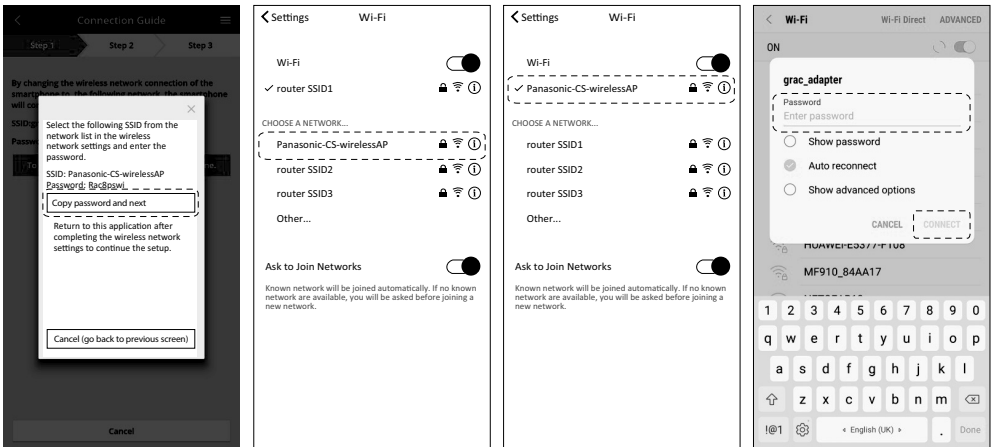 Connection Guide
Step 1
Step 2
Step 3
By changing the wireless network connection of the
smartphone to the following network, the smartphone
will co
SSID:g
Passw
Select the following SSID from the
network list in the wireless
network settings and enter the
password.
SSID: Panasonic-CS-wirelessAP
Password: Rac8pswi
Copy password and next
Return to this application after
completing the wireless network
settings to continue the setup.
Cancel (go back to previous screen)
Cancel
Settings
Wi-Fi
Wi-Fi
router SSID1
CHOOSE A NETWORK...
Panasonic-CS-wirelessAP
router SSID2
router SSID3
Other...
Ask to Join Networks
Known network will be joined automatically. If no known
network are available, you will be asked before joining a
new network.
Settings
Wi-Fi
Wi-Fi
Panasonic-CS-wirelessAP
CHOOSE A NETWORK...
router SSID1
router SSID2
router SSID3
Other...
Ask to Join Networks
Known network will be joined automatically. If no known
network are available, you will be asked before joining a
new network.
Wi-Fi
Wi-Fi Direct
ADVANCED
ON
grac_adapter
Password
Enter password
Show password
Auto reconnect
Show advanced options
CANCEL
CONNECT
HUAWEI-E5377-F108
MF910_84AA17
1 2 3 4 5 6 7 8 9 0
q w e r t y u i o p
a s d f g h j k l
z x c v b n m
!@1
English (UK)
.
Done